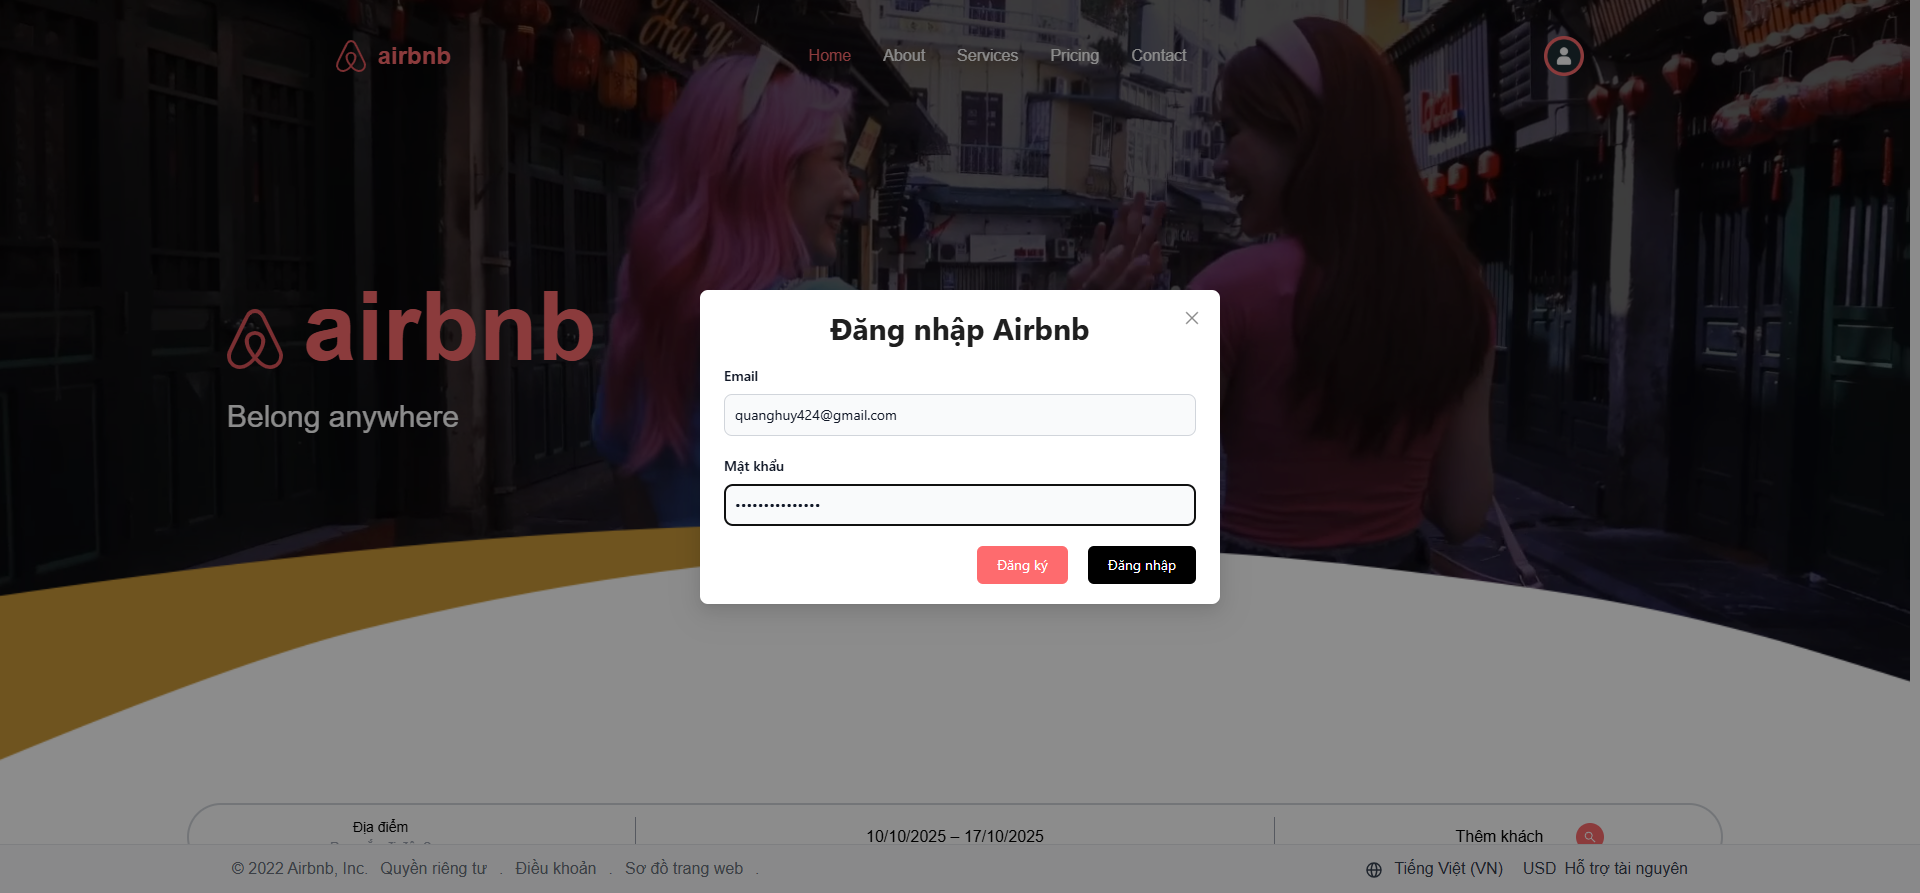 airbnb
Home About Services Pricing Contact
airbnb
Belong anywhere
Đăng nhập Airbnb
Email
quanghuy424@gmail.com
Mật khẩu
•••••••••••••••
Đăng ký Đăng nhập
Địa điểm
10/10/2025 – 17/10/2025
Thêm khách
© 2022 Airbnb, Inc. Quyền riêng tư . Điều khoản . Sơ đồ trang web .
Tiếng Việt (VN) USD Hỗ trợ tài nguyên